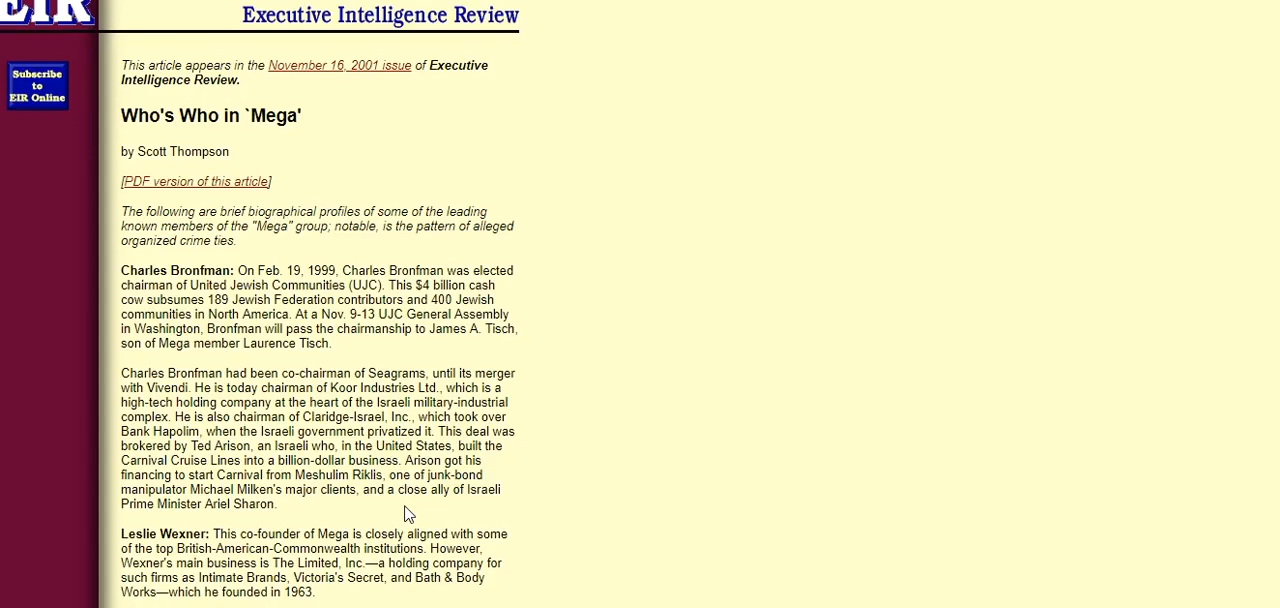 EIR
Executive Intelligence Review
Subscribe
to
EIR Online
This article appears in the November 16, 2001 issue of Executive
Intelligence Review.
Who's Who in `Mega'
by Scott Thompson
[PDF version of this article]
The following are brief biographical profiles of some of the leading
known members of the "Mega" group; notable, is the pattern of alleged
organized crime ties.
Charles Bronfman: On Feb. 19, 1999, Charles Bronfman was elected
chairman of United Jewish Communities (UJC). This $4 billion cash
cow subsumes 189 Jewish Federation contributors and 400 Jewish
communities in North America. At a Nov. 9-13 UJC General Assembly
in Washington, Bronfman will pass the chairmanship to James A. Tisch,
son of Mega member Laurence Tisch.
Charles Bronfman had been co-chairman of Seagrams, until its merger
with Vivendi. He is today chairman of Koor Industries Ltd., which is a
high-tech holding company at the heart of the Israeli military-industrial
complex. He is also chairman of Claridge-Israel, Inc., which took over
Bank Hapolim, when the Israeli government privatized it. This deal was
brokered by Ted Arison, an Israeli who, in the United States, built the
Carnival Cruise Lines into a billion-dollar business. Arison got his
financing to start Carnival from Meshulim Riklis, one of junk-bond
manipulator Michael Milken's major clients, and a close ally of Israeli
Prime Minister Ariel Sharon.
Leslie Wexner: This co-founder of Mega is closely aligned with some
of the top British-American-Commonwealth institutions. However,
Wexner's main business is The Limited, Inc.—a holding company for
such firms as Intimate Brands, Victoria's Secret, and Bath & Body
Works—which he founded in 1963.